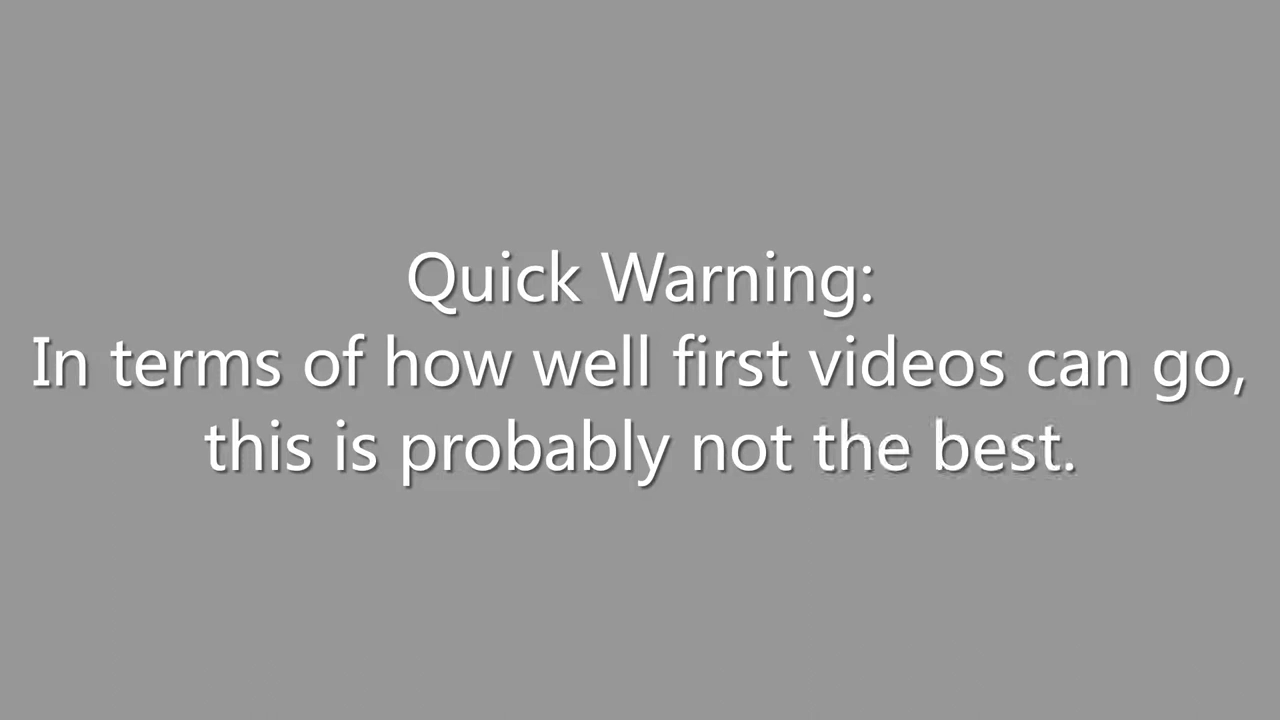 Quick Warning:
In terms of how well first videos can go,
this is probably not the best.